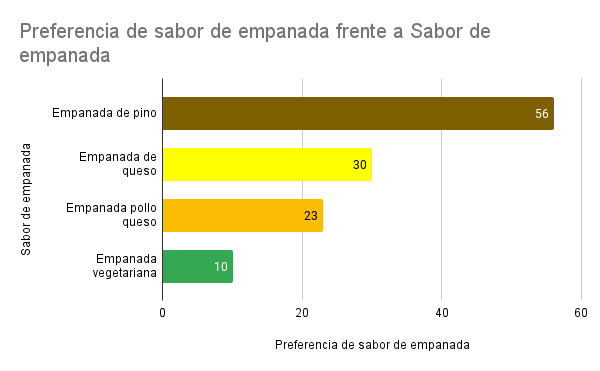 Preferencia de sabor de empanada frente a Sabor de
empanada
Sabor de empanada
Empanada de pino
56
Empanada de
queso
30
Empanada pollo
queso
23
Empanada
vegetariana
10
0
20
40
60
Preferencia de sabor de empanada